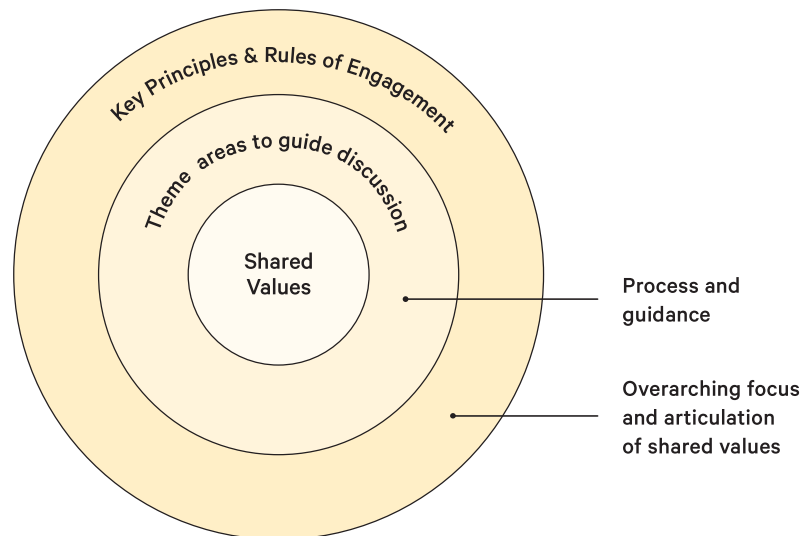 Key Principles & Rules of Engagement
Theme areas to guide discussion
Shared
Values
Process and
guidance
Overarching focus
and articulation
of shared values